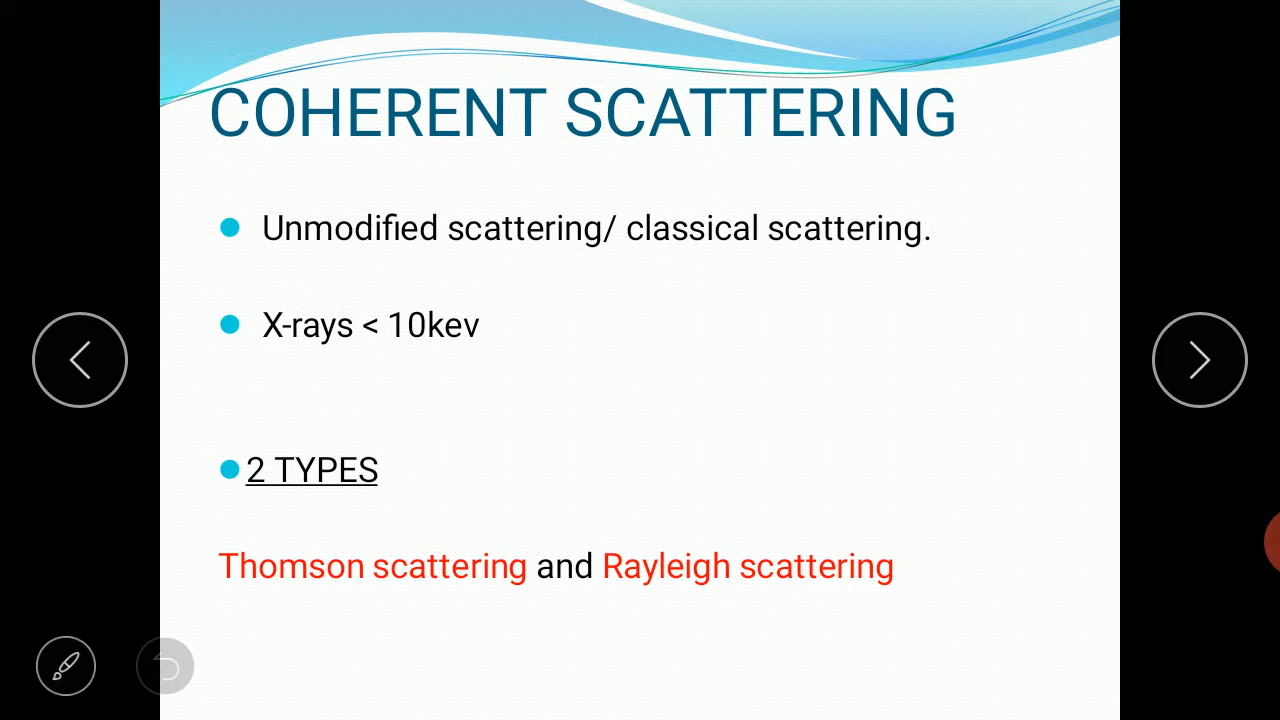 COHERENT SCATTERING
Unmodified scattering/ classical scattering.
X-rays < 10kev
2 TYPES
Thomson scattering and Rayleigh scattering